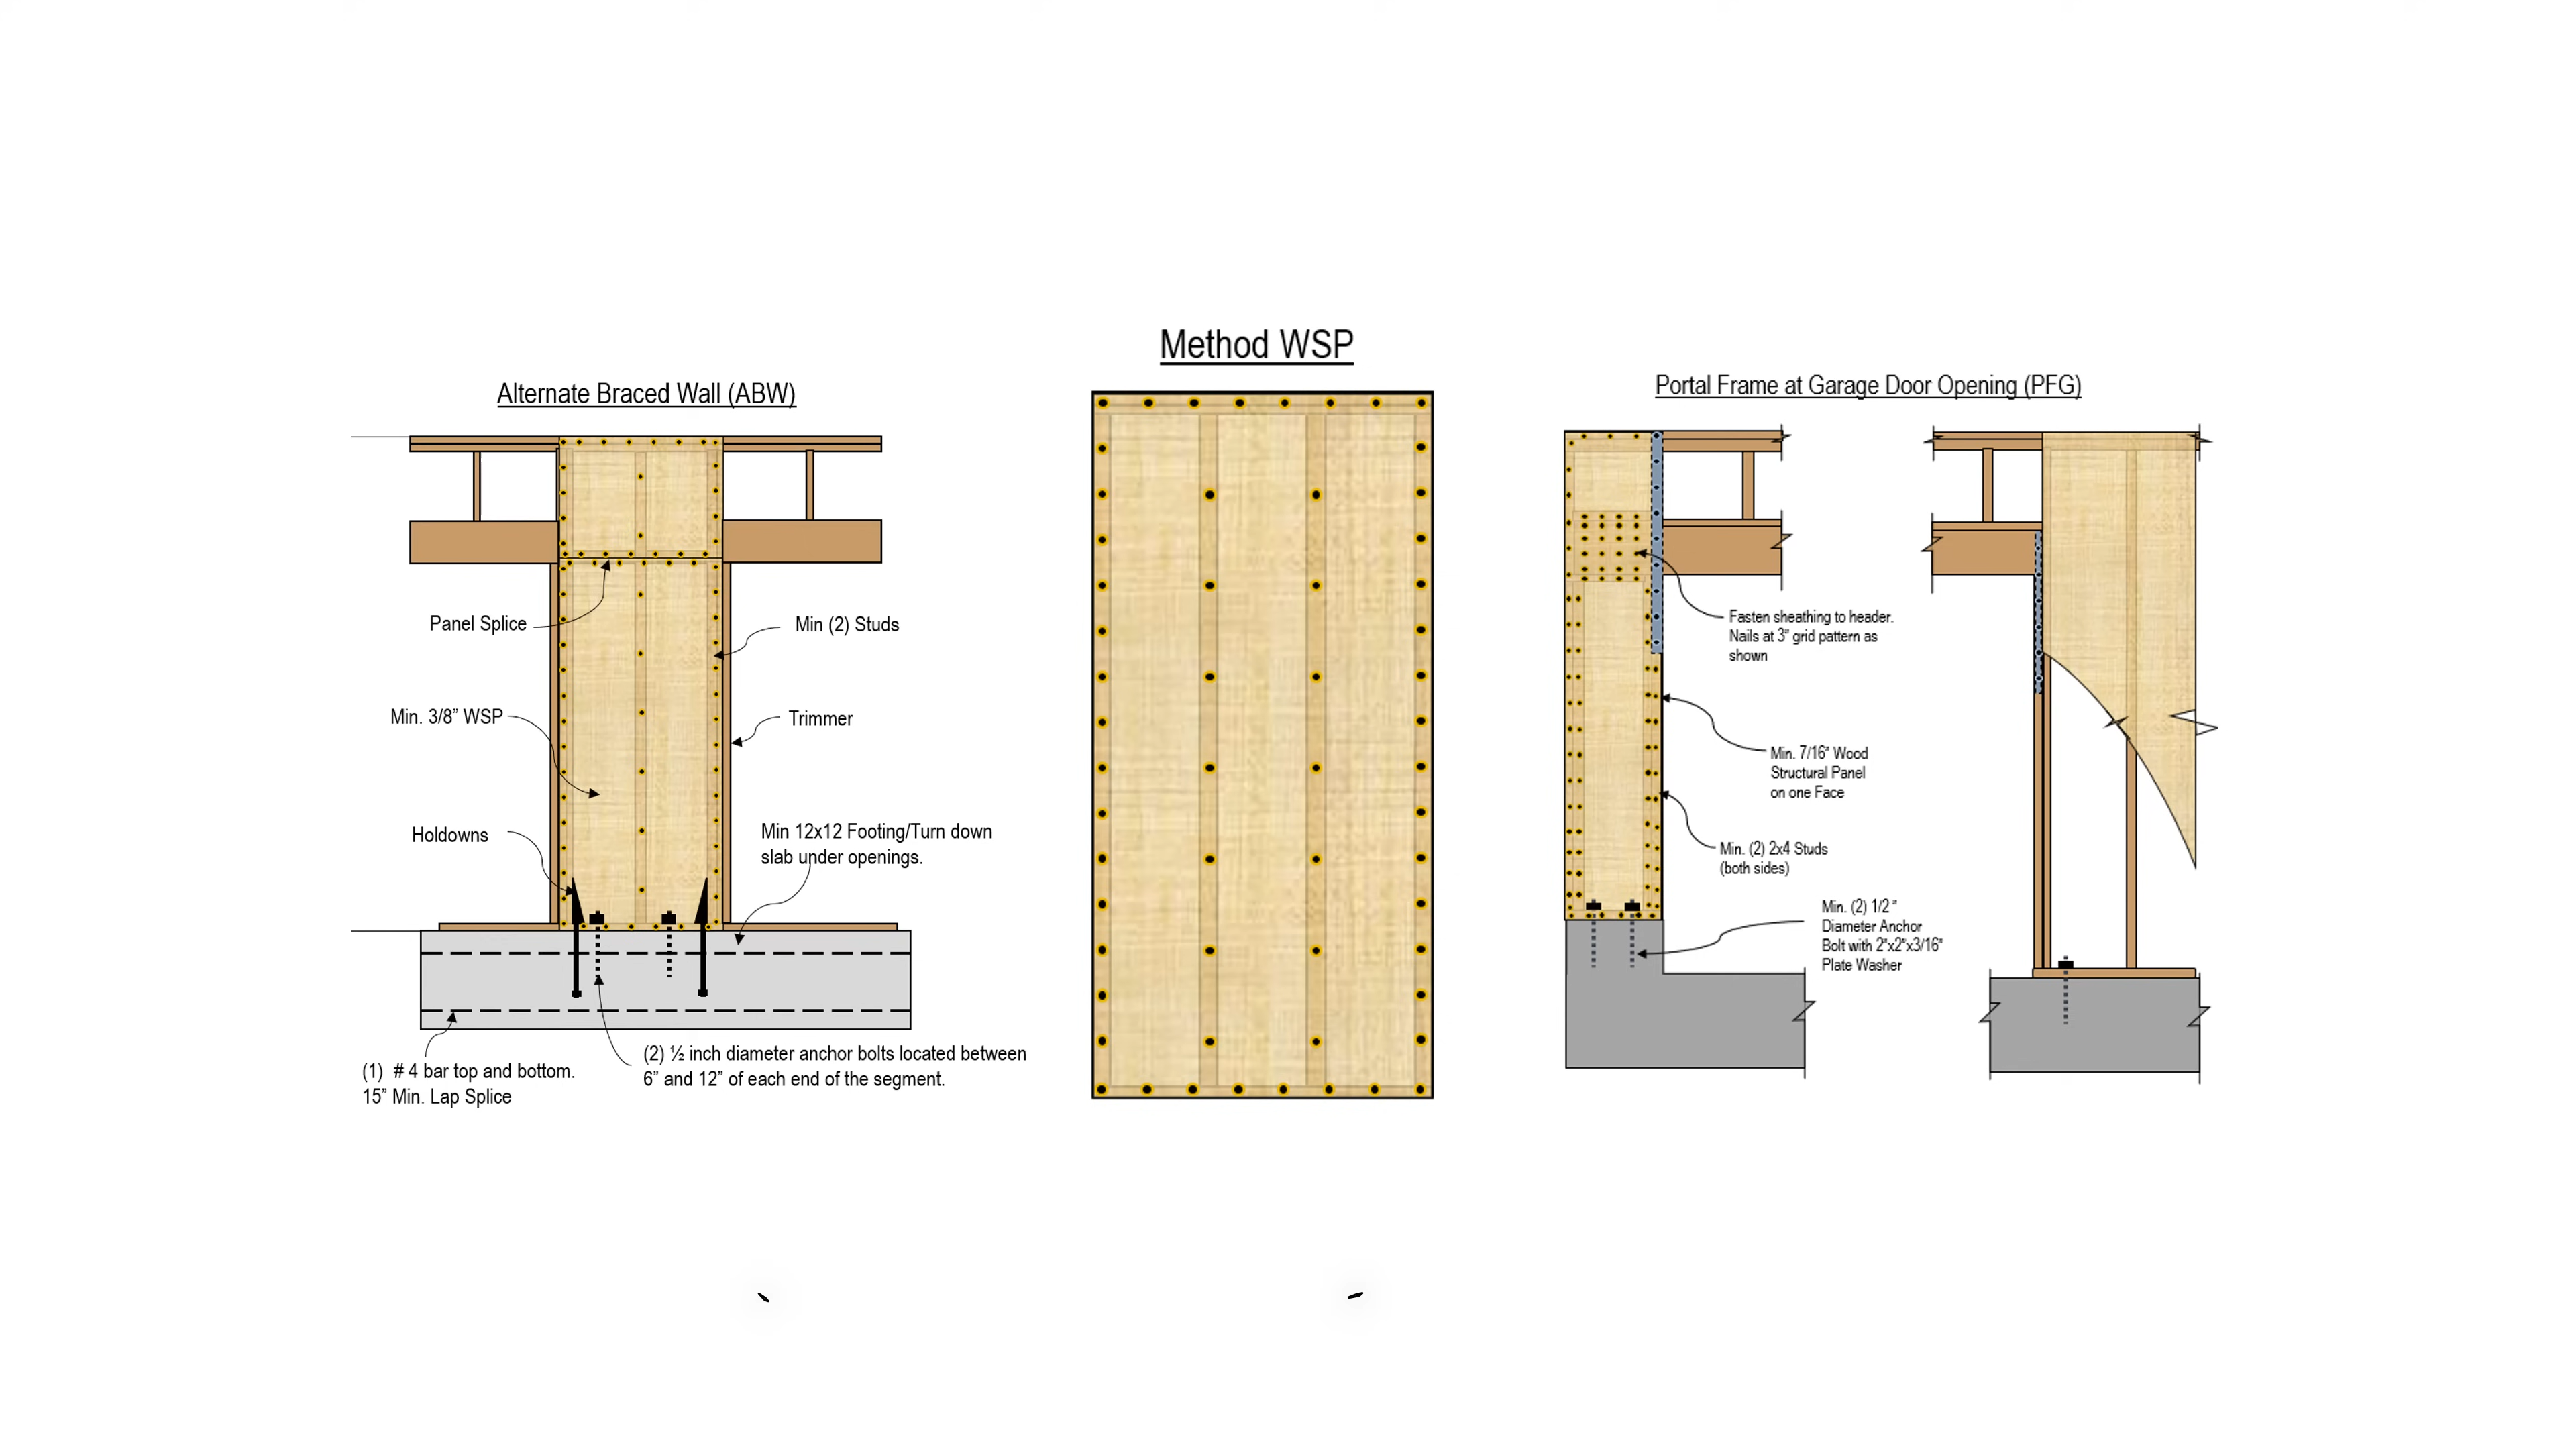 Method WSP
Alternate Braced Wall (ABW)
Panel Splice
Min (2) Studs
Min. 3/8” WSP
Trimmer
Holdowns
Min 12x12 Footing/Turn down
slab under openings.
(1) # 4 bar top and bottom.
15” Min. Lap Splice
(2) ½ inch diameter anchor bolts located between
6” and 12” of each end of the segment.
Portal Frame at Garage Door Opening (PFG)
Fasten sheathing to header.
Nails at 3” grid pattern as
shown
Min. 7/16” Wood
Structural Panel
on one Face
Min. (2) 2x4 Studs
(both sides)
Min. (2) 1/2 “
Diameter Anchor
Bolt with 2”x2”x3/16”
Plate Washer